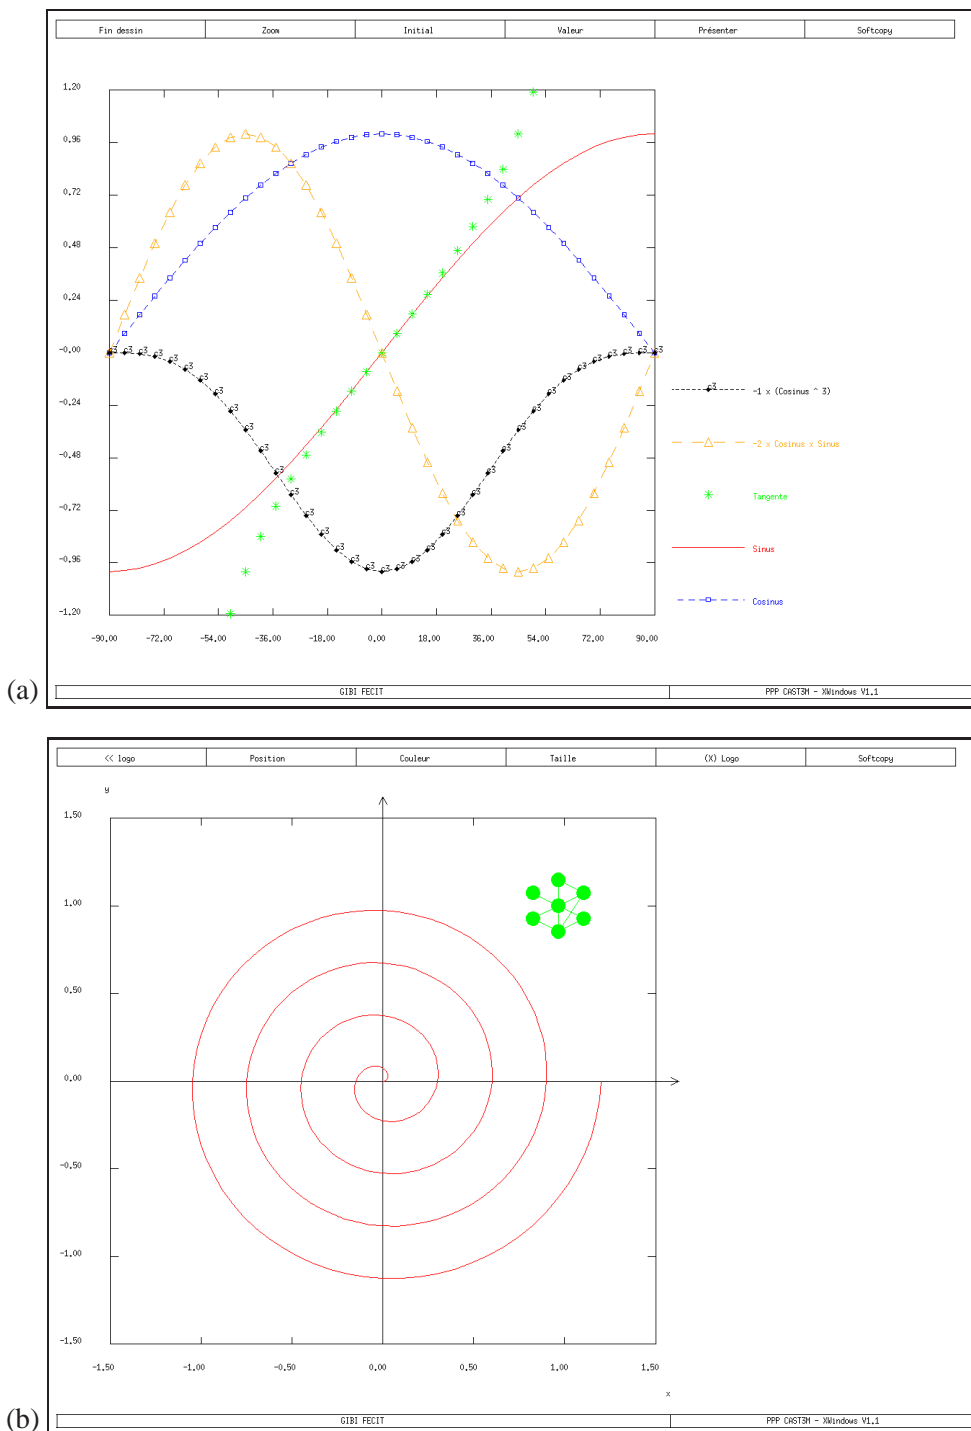 Fin dessin Zoom Initial Valeur Présenter Softcopy
1.20
0.96
0.72
0.48
0.24
-0.00
-0.24
-0.48
-0.72
-0.96
-1.20
-90.00 -72.00 -54.00 -36.00 -18.00 0.00 18.00 36.00 54.00 72.00 90.00
c3 -1 x (Cosinus ^ 3)
-2 x Cosinus x Sinus
Tangente
Sinus
Cosinus
(a)
GIBI FECIT PPP CAST3M - XWindows V1.1
<< logo Position Couleur Taille (X) Logo Softcopy
y
1.50
1.00
0.50
0.00
-0.50
-1.00
-1.50
-1.50 -1.00 -0.50 0.00 0.50 1.00 1.50
x
(b)
GIBI FECIT PPP CAST3M - XWindows V1.1